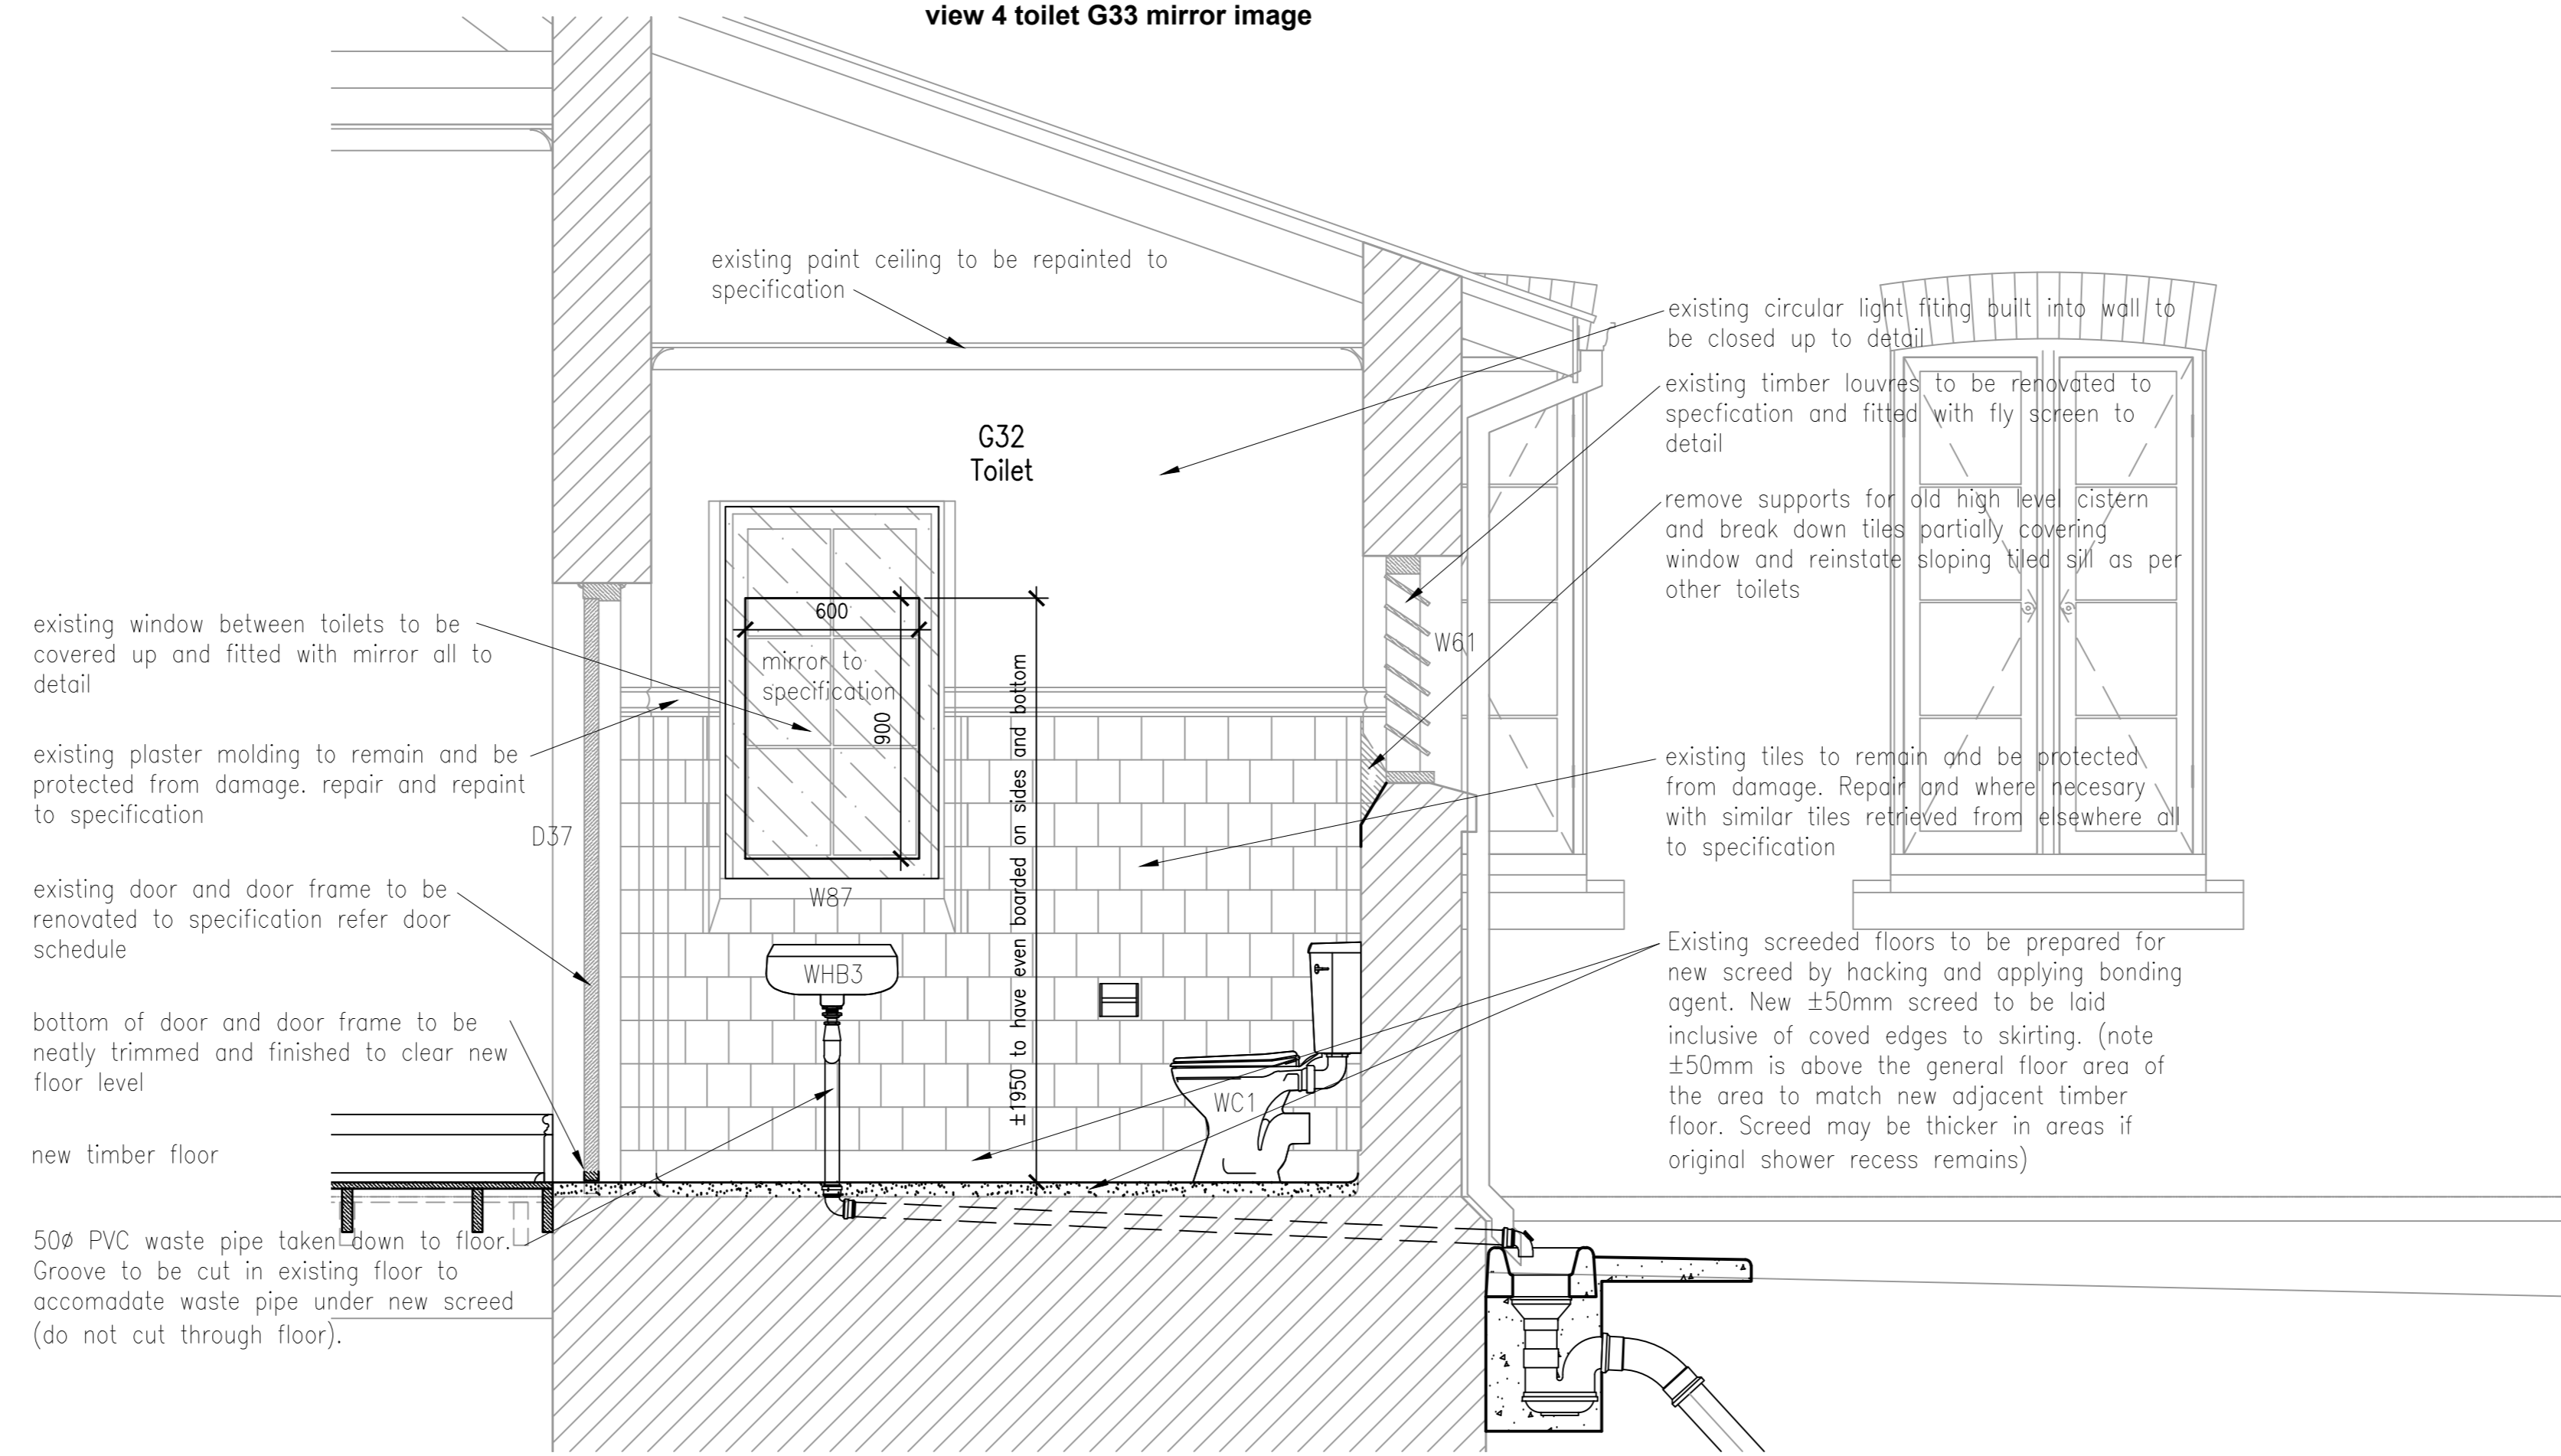 view 4 toilet G33 mirror image
existing paint ceiling to be repainted to
specification
G32
Toilet
existing circular light fiting built into wall to
be closed up to detail
existing timber louvres to be renovated to
specfication and fitted with fly screen to
detail
remove supports for old high level cistern
and break down tiles partially covering
window and reinstate sloping tiled sill as per
other toilets
W61
existing window between toilets to be
covered up and fitted with mirror all to
detail
600
mirror to
specification
900
existing plaster molding to remain and be
protected from damage. repair and repaint
to specification
D37
existing tiles to remain and be protected
from damage. Repair and where necesary
with similar tiles retrieved from elsewhere all
to specification
W87
±1950 to have even boarded on sides and bottom
existing door and door frame to be
renovated to specification refer door
schedule
WHB3
WC1
Existing screeded floors to be prepared for
new screed by hacking and applying bonding
agent. New ±50mm screed to be laid
inclusive of coved edges to skirting. (note
±50mm is above the general floor area of
the area to match new adjacent timber
floor. Screed may be thicker in areas if
original shower recess remains)
bottom of door and door frame to be
neatly trimmed and finished to clear new
floor level
new timber floor
50ø PVC waste pipe taken down to floor.
Groove to be cut in existing floor to
accomadate waste pipe under new screed
(do not cut through floor).